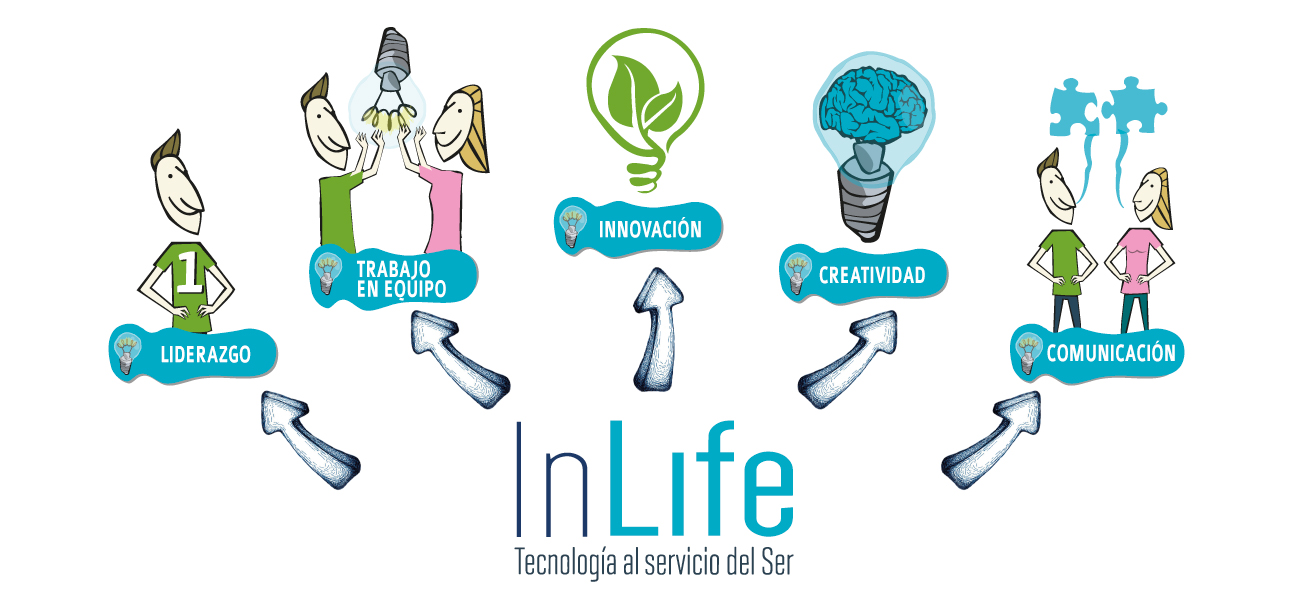 1
LIDERAZGO
TRABAJO
EN EQUIPO
INNOVACIÓN
CREATIVIDAD
COMUNICACIÓN
InLife
Tecnología al servicio del Ser